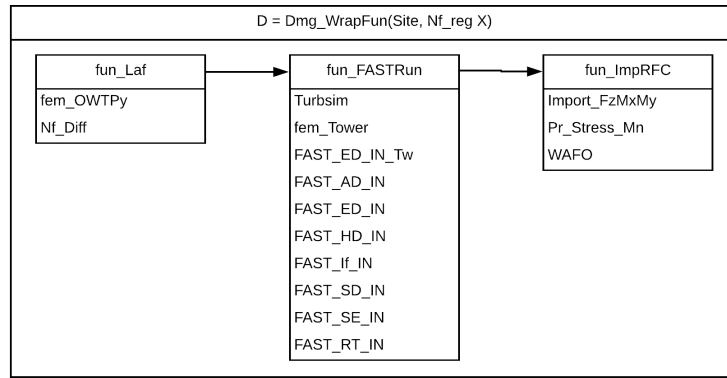 D = Dmg_WrapFun(Site, Nf_reg X)
fun_Laf
fem_OWTPy
Nf_Diff
fun_FASTRun
Turbsim
fem_Tower
FAST_ED_IN_Tw
FAST_AD_IN
FAST_ED_IN
FAST_HD_IN
FAST_If_IN
FAST_SD_IN
FAST_SE_IN
FAST_RT_IN
fun_ImpRFC
Import_FzMxMy
Pr_Stress_Mn
WAFO